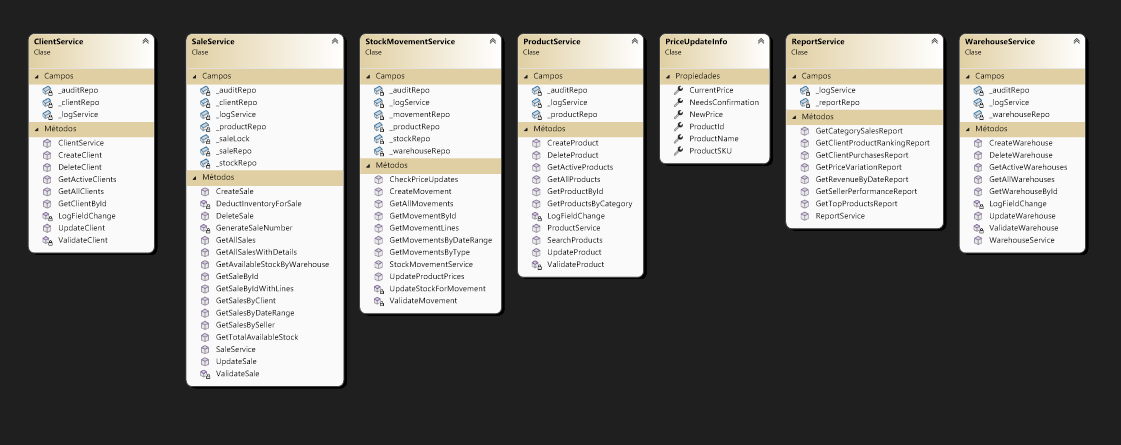 ClientService
Clase
Campos
_auditRepo
_clientRepo
_logService
Métodos
ClientService
CreateClient
DeleteClient
GetActiveClients
GetAllClients
GetClientById
LogFieldChange
UpdateClient
ValidateClient
SaleService
Clase
Campos
_auditRepo
_clientRepo
_logService
_productRepo
_saleLock
_saleRepo
_stockRepo
Métodos
CreateSale
DeductInventoryForSale
DeleteSale
GenerateSaleNumber
GetAllSales
GetAllSalesWithDetails
GetAvailableStockByWarehouse
GetSaleById
GetSaleByIdWithLines
GetSalesByClient
GetSalesByDateRange
GetSalesBySeller
GetTotalAvailableStock
SaleService
UpdateSale
ValidateSale
StockMovementService
Clase
Campos
_auditRepo
_logService
_movementRepo
_productRepo
_stockRepo
_warehouseRepo
Métodos
CheckPriceUpdates
CreateMovement
GetAllMovements
GetMovementById
GetMovementLines
GetMovementsByDateRange
GetMovementsByType
StockMovementService
UpdateProductPrices
UpdateStockForMovement
ValidateMovement
ProductService
Clase
Campos
_auditRepo
_logService
_productRepo
Métodos
CreateProduct
DeleteProduct
GetActiveProducts
GetAllProducts
GetProductById
GetProductsByCategory
LogFieldChange
ProductService
SearchProducts
UpdateProduct
ValidateProduct
PriceUpdateInfo
Clase
Propiedades
CurrentPrice
NeedsConfirmation
NewPrice
ProductId
ProductName
ProductSKU
ReportService
Clase
Campos
_logService
_reportRepo
Métodos
GetCategorySalesReport
GetClientProductRankingReport
GetClientPurchasesReport
GetPriceVariationReport
GetRevenueByDateReport
GetSellerPerformanceReport
GetTopProductsReport
ReportService
WarehouseService
Clase
Campos
_auditRepo
_logService
_warehouseRepo
Métodos
CreateWarehouse
DeleteWarehouse
GetActiveWarehouses
GetAllWarehouses
GetWarehouseById
LogFieldChange
UpdateWarehouse
ValidateWarehouse
WarehouseService